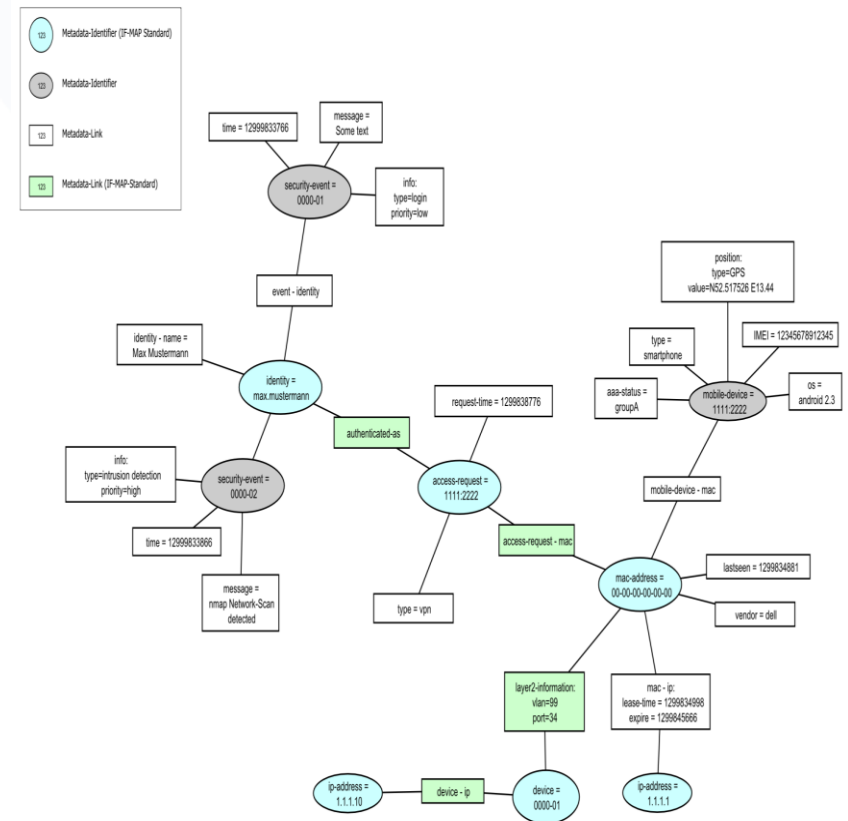 123
Metadata-Identifier (IF-MAP Standard)
123
Metadata-Identifier
123
Metadata-Link
123
Metadata-Link (IF-MAP-Standard)
time = 12999833766
message =
Some text
security-event =
0000-01
info:
type=login
priority=low
event - identity
identity - name =
Max Mustermann
identity =
max.mustermann
authenticated-as
info:
type=intrusion detection
priority=high
security-event =
0000-02
time = 12999833866
message =
nmap Network-Scan
detected
request-time = 1299838776
access-request =
1111:2222
access-request - mac
type = vpn
position:
type=GPS
value=N52.517526 E13.44
type =
smartphone
IMEI = 12345678912345
aaa-status =
groupA
mobile-device =
1111:2222
os =
android 2.3
mobile-device - mac
mac-address =
00-00-00-00-00-00
lastseen = 1299834881
vendor = dell
layer2-information:
vlan=99
port=34
mac - ip:
lease-time = 1299834998
expire = 1299845666
ip-address =
1.1.1.10
device - ip
device =
0000-01
ip-address =
1.1.1.1